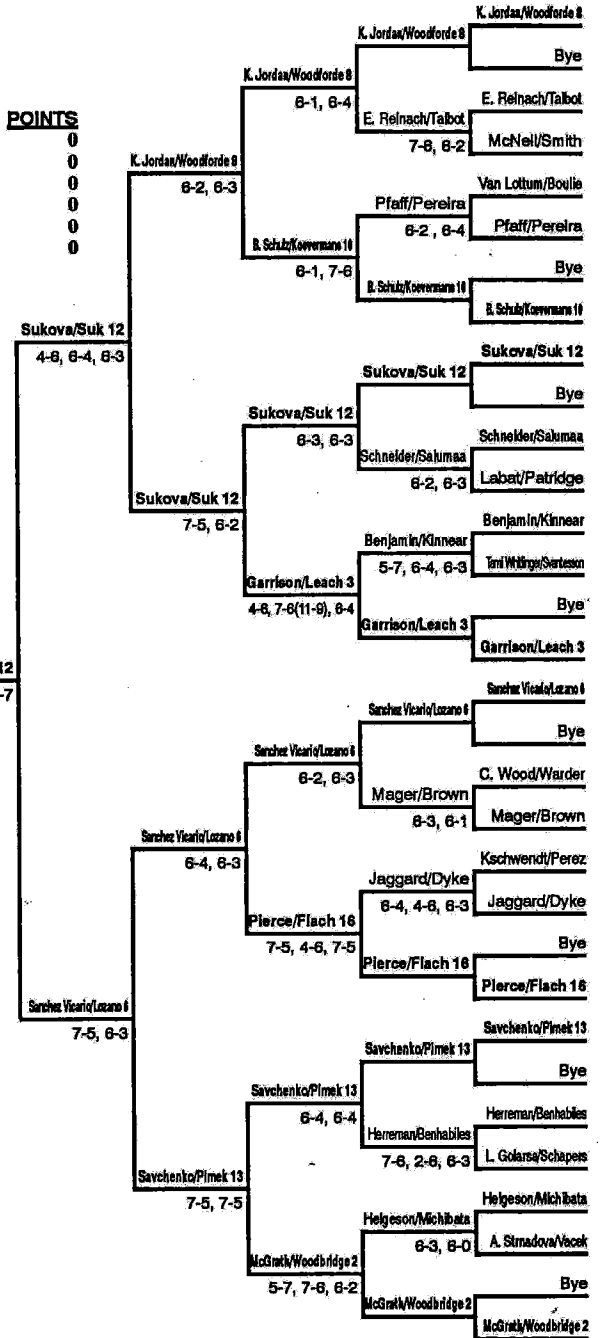 K. Jordan/Woodforde 8
K. Jordan/Woodforde 8
Bye
K. Jordan/Woodforde 8
6-1, 6-4
E. Reinach/Talbot
E. Reinach/Talbot
7-6, 6-2
McNeil/Smith
POINTS
0
0
0
0
0
0
K. Jordan/Woodforde 8
6-2, 6-3
Van Lottum/Boulie
Pfaff/Pereira
6-2, 6-4
Pfaff/Pereira
B. Schulz/Koevermans 10
6-1, 7-6
Bye
B. Schulz/Koevermans 10
B. Schulz/Koevermans 10
Sukova/Suk 12
4-6, 6-4, 6-3
Sukova/Suk 12
Sukova/Suk 12
Bye
Sukova/Suk 12
6-3, 6-3
Schneider/Salumaa
Schneider/Salumaa
6-2, 6-3
Labat/Patridge
Sukova/Suk 12
7-5, 6-2
Benjamin/Kinnear
Benjamin/Kinnear
5-7, 6-4, 6-3
Tami Whitlinger/Svantesson
Garrison/Leach 3
4-6, 7-6(11-9), 6-4
Bye
Garrison/Leach 3
Garrison/Leach 3
12
-7
Sanchez Vicario/Lozano 6
Sanchez Vicario/Lozano 6
Bye
Sanchez Vicario/Lozano 6
6-2, 6-3
C. Wood/Warder
Mager/Brown
6-3, 6-1
Mager/Brown
Sanchez Vicario/Lozano 6
6-4, 6-3
Kschwendt/Perez
Jaggard/Dyke
6-4, 4-6, 6-3
Jaggard/Dyke
Pierce/Flach 16
7-5, 4-6, 7-5
Bye
Pierce/Flach 16
Pierce/Flach 16
Sanchez Vicario/Lozano 6
7-5, 6-3
Savchenko/Pimek 13
Savchenko/Pimek 13
Bye
Savchenko/Pimek 13
6-4, 6-4
Herreman/Benhabiles
Herreman/Benhabiles
7-6, 2-6, 6-3
L. Golarsa/Schapers
Savchenko/Pimek 13
7-5, 7-5
Helgeson/Michibata
Helgeson/Michibata
6-3, 6-0
A. Strnadova/Vacek
McGrath/Woodbridge 2
5-7, 7-6, 6-2
Bye
McGrath/Woodbridge 2
McGrath/Woodbridge 2